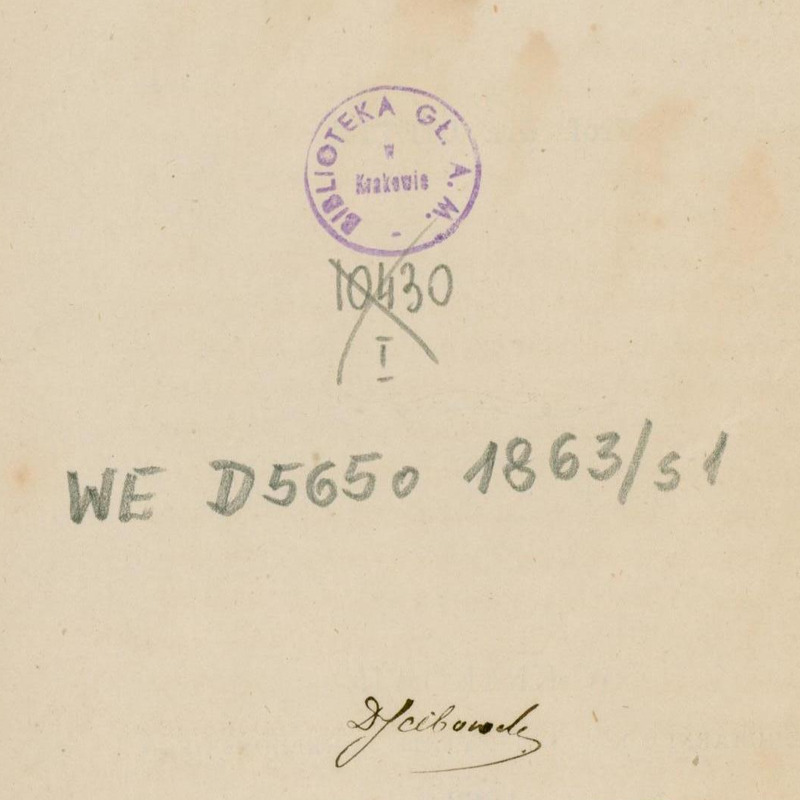 BIBLIOTEKA GŁ. A. M.
w
Krakowie
10430
I
WE D5650 1863/s1